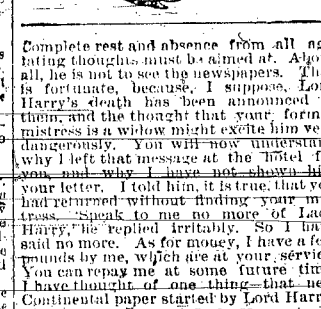 Complete rest and absence from all ag
tating thoughts must be aimed at. Abo
all, he is not to see the newspapers. Th
is fortunate, because, I suppose, Lo
Harry's death has been announced
them, and the thought that your form
mistress is a widow might excite him ve
dangerously. You will now understan
why I left that message at the hotel f
you, and why I have not shown hi
your letter. I told him, it is true, that yo
had returned without finding your m
tress. 'Speak to me no more of Lad
Harry,' he replied irritably. So I ha
said no more. As for money, I have a fe
pounds by me, which are at your servic
You can repay me at some future tim
I have thought of one thing—that ne
Continental paper started by Lord Harr